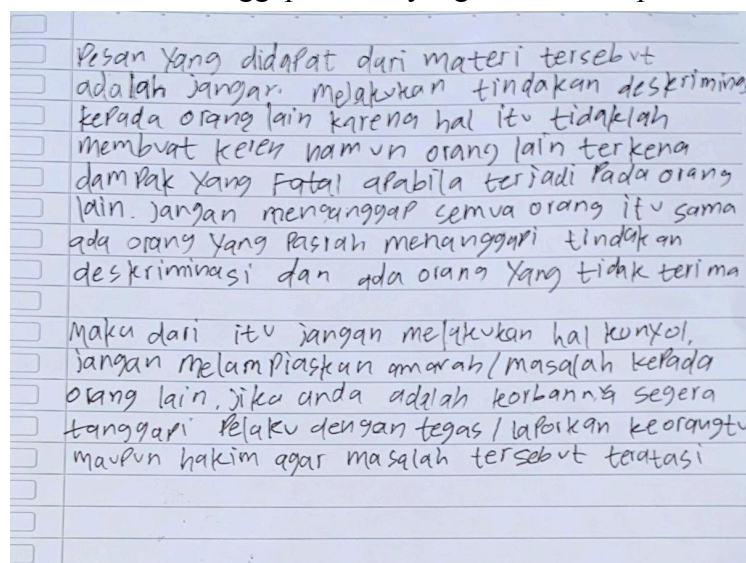 Pesan yang didapat dari materi tersebut
adalah jangan melakukan tindakan deskrimina
kepada orang lain karena hal itu tidaklah
membuat keren namun orang lain terkena
dampak yang Fatal apabila terjadi pada orang
lain. Jangan menganggap semua orang itu sama
ada orang yang pasrah menanggapi tindakan
deskriminasi dan ada orang yang tidak terima
Maka dari itu jangan melakukan hal konyol,
jangan melampiaskan amarah/masalah kepada
orang lain, jika anda adalah korbannya segera
tanggapi pelaku dengan tegas / laporkan keorangtu
maupun hakim agar masalah tersebut teratasi